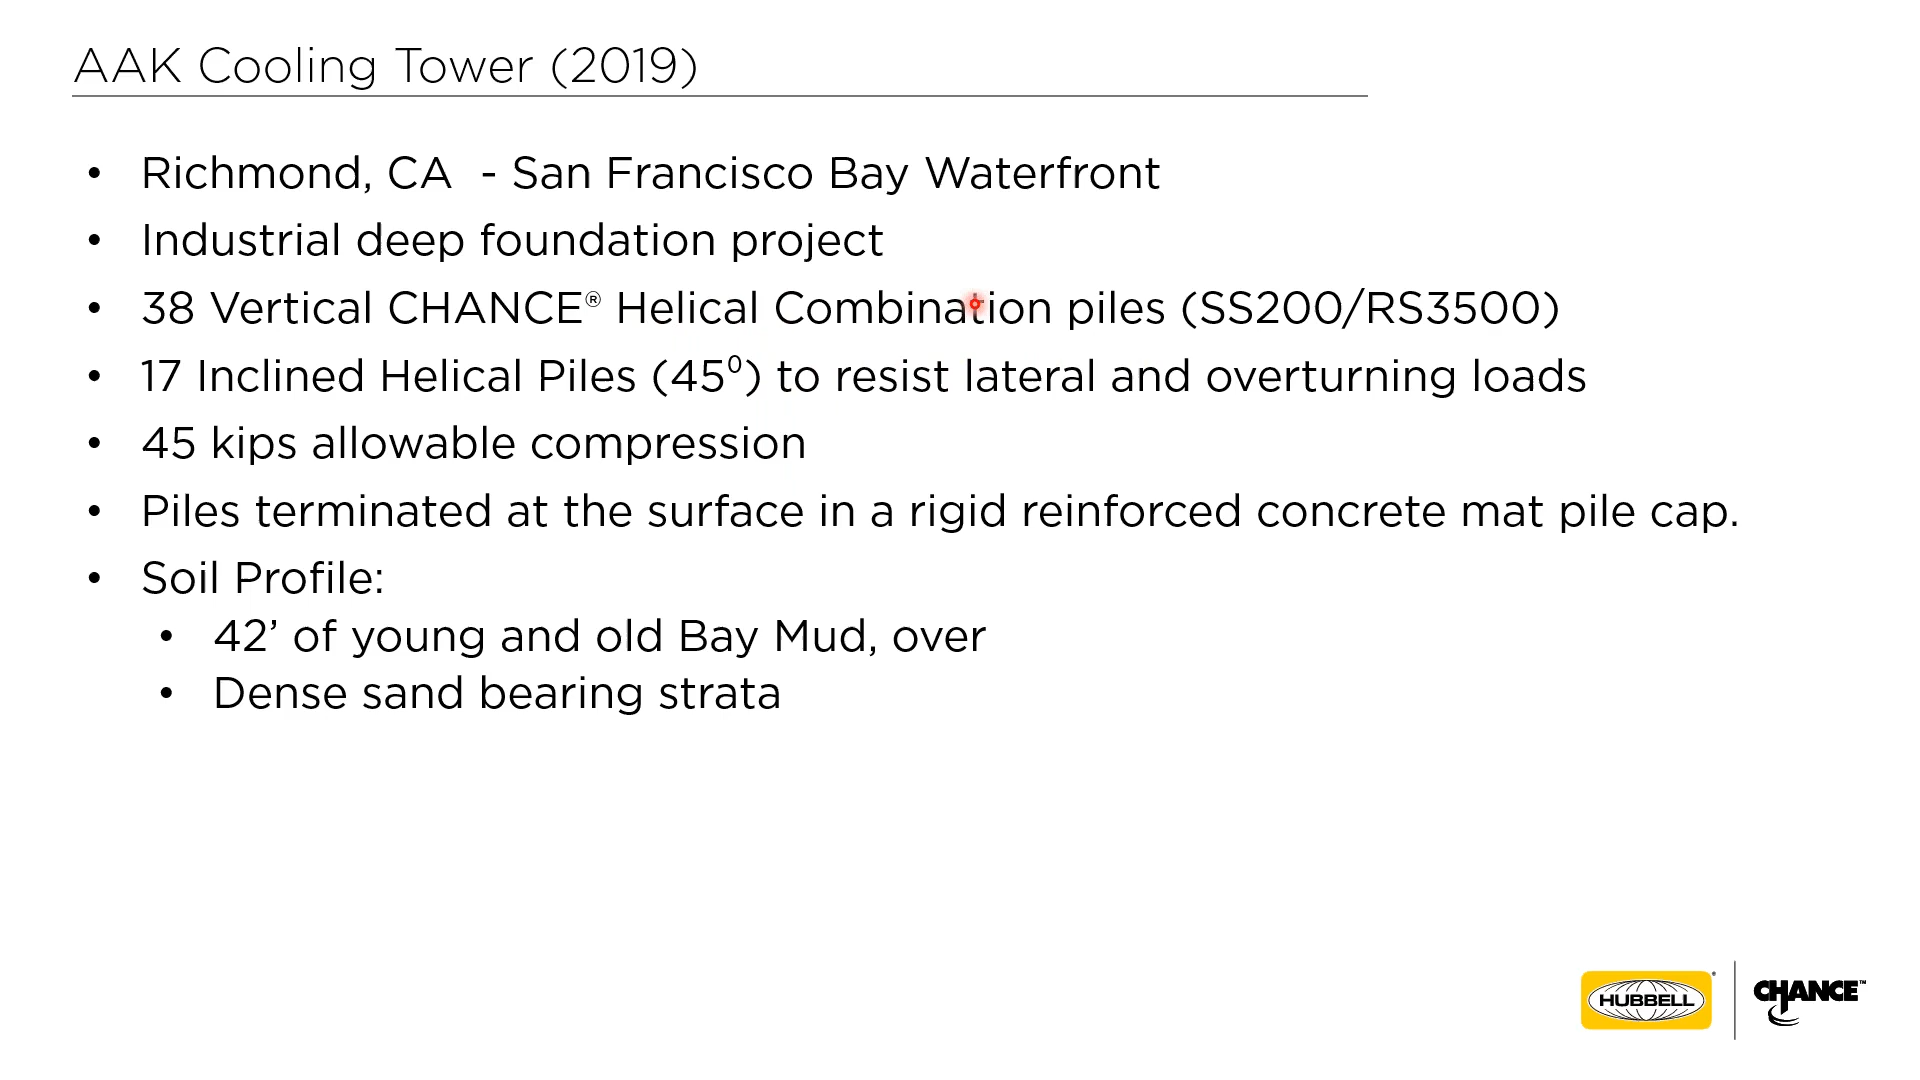 AAK Cooling Tower (2019)
• Richmond, CA  - San Francisco Bay Waterfront
• Industrial deep foundation project
• 38 Vertical CHANCE® Helical Combination piles (SS200/RS3500)
• 17 Inclined Helical Piles (45⁰) to resist lateral and overturning loads
• 45 kips allowable compression
• Piles terminated at the surface in a rigid reinforced concrete mat pile cap.
• Soil Profile:
• 42’ of young and old Bay Mud, over
• Dense sand bearing strata
HUBBELL®
CHANCE™